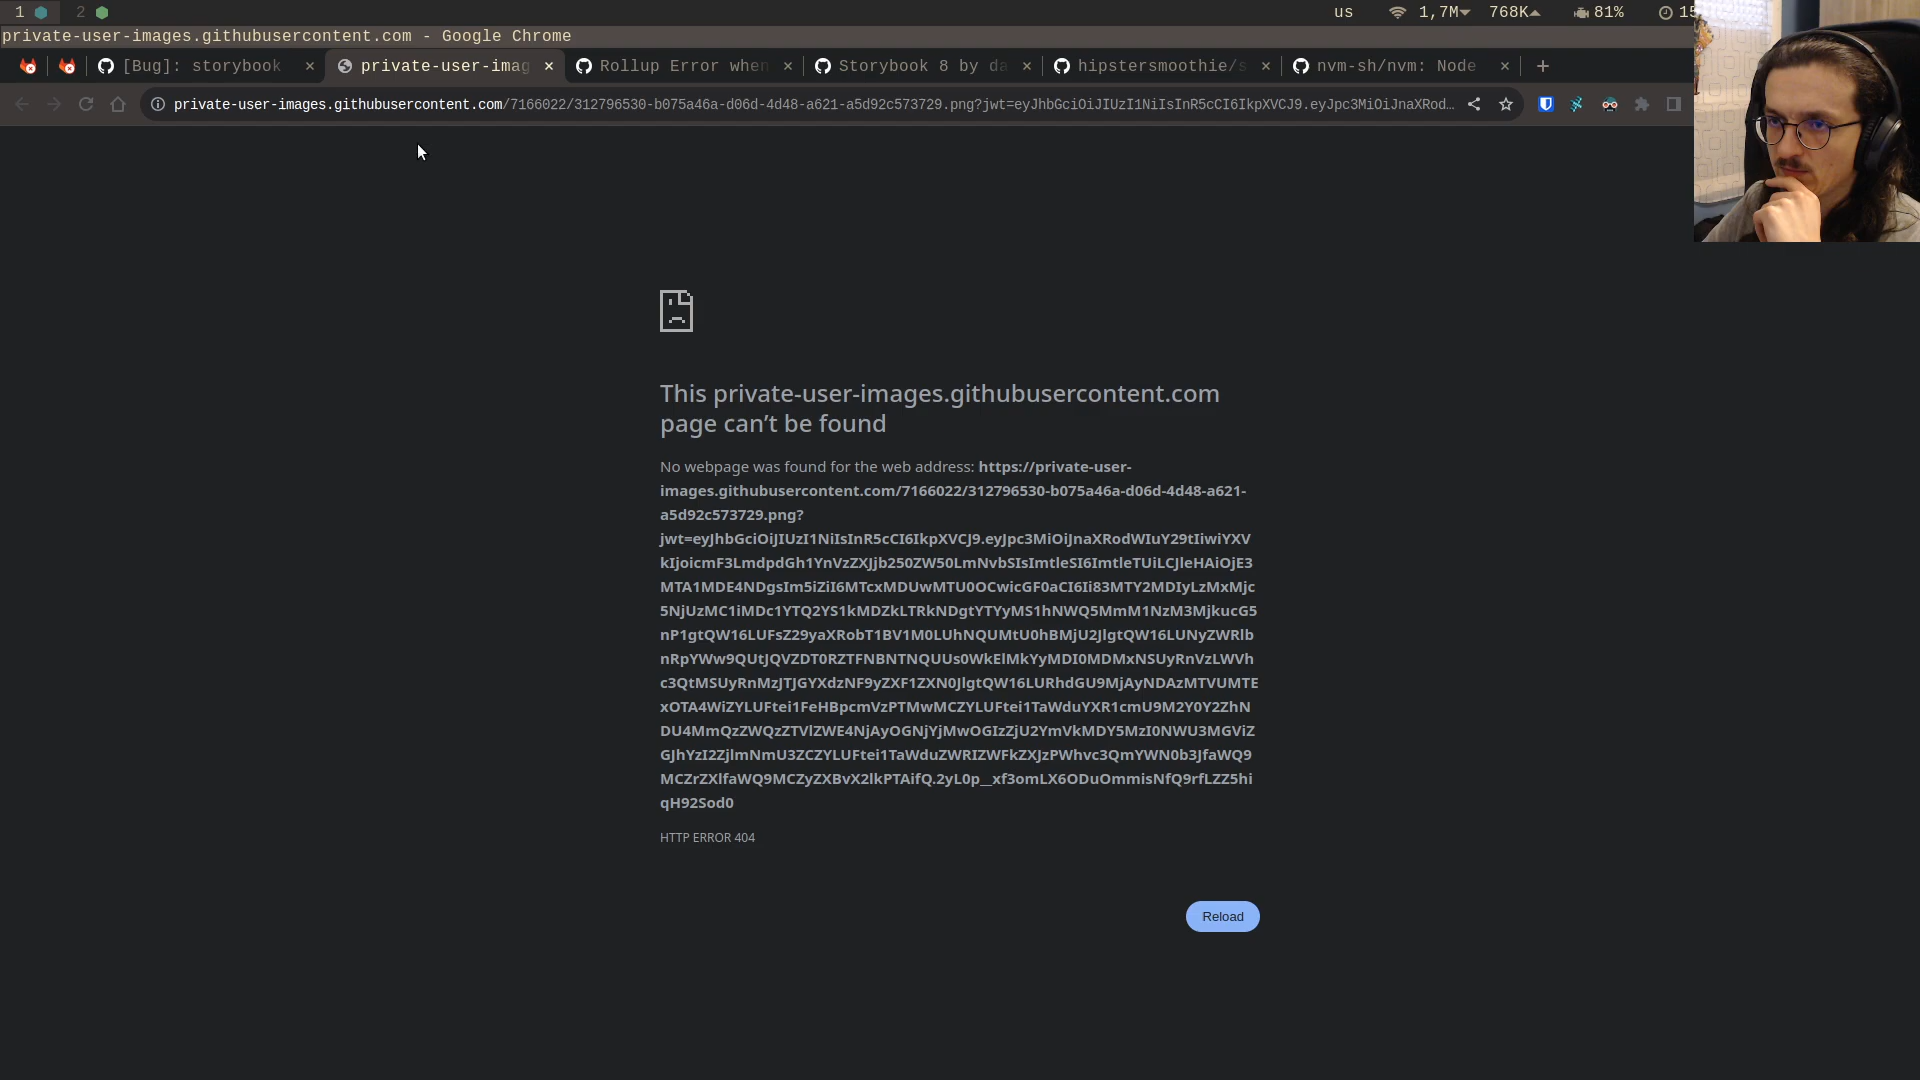 1 2 us 1,7M 768K 81% 15
private-user-images.githubusercontent.com - Google Chrome
[Bug]: storybook private-user-imag Rollup Error when Storybook 8 by da hipstersmoothie/s nvm-sh/nvm: Node
private-user-images.githubusercontent.com/7166022/312796530-b075a46a-d06d-4d48-a621-a5d92c573729.png?jwt=eyJhbGciOiJIUzI1NiIsInR5cCI6IkpXVCJ9.eyJpc3MiOiJnaXRod…
This private-user-images.githubusercontent.com
page can’t be found
No webpage was found for the web address: https://private-user-
images.githubusercontent.com/7166022/312796530-b075a46a-d06d-4d48-a621-
a5d92c573729.png?
jwt=eyJhbGciOiJIUzI1NiIsInR5cCI6IkpXVCJ9.eyJpc3MiOiJnaXRodWIuY29tIiwiYXV
kIjoicmF3LmdpdGh1YnVzZXJjb250ZW50LmNvbSIsImtleSI6ImtleTUiLCJleHAiOjE3
MTA1MDE4NDgsIm5iZiI6MTcxMDUwMTU0OCwicGF0aCI6Ii83MTY2MDIyLzMxMjc
5NjUzMC1iMDc1YTQ2YS1kMDZkLTRkNDgtYTYyMS1hNWQ5MmM1NzM3MjkucG5
nP1gtQW16LUFsZ29yaXRobT1BV1M0LUhNQUMtU0hBMjU2JlgtQW16LUNyZWRlb
nRpYWw9QUtJQVZDT0RZTFNBNTNQUUs0WkElMkYyMDI0MDMxNSUyRnVzLWVh
c3QtMSUyRnMzJTJGYXdzNF9yZXF1ZXN0JlgtQW16LURhdGU9MjAyNDAzMTVUMTE
xOTA4WiZYLUFtei1FeHBpcmVzPTMwMCZYLUFtei1TaWduYXR1cmU9M2Y0Y2ZhN
DU4MmQzZWQzZTVlZWE4NjAyOGNjYjMwOGIzZjU2YmVkMDY5MzI0NWU3MGViZ
GJhYzI2ZjlmNmU3ZCZYLUFtei1TaWduZWRIZWFkZXJzPWhvc3QmYWN0b3JfaWQ9
MCZrZXlfaWQ9MCZyZXBvX2lkPTAifQ.2yL0p__xf3omLX6ODuOmmisNfQ9rfLZZ5hi
qH92Sod0
HTTP ERROR 404
Reload